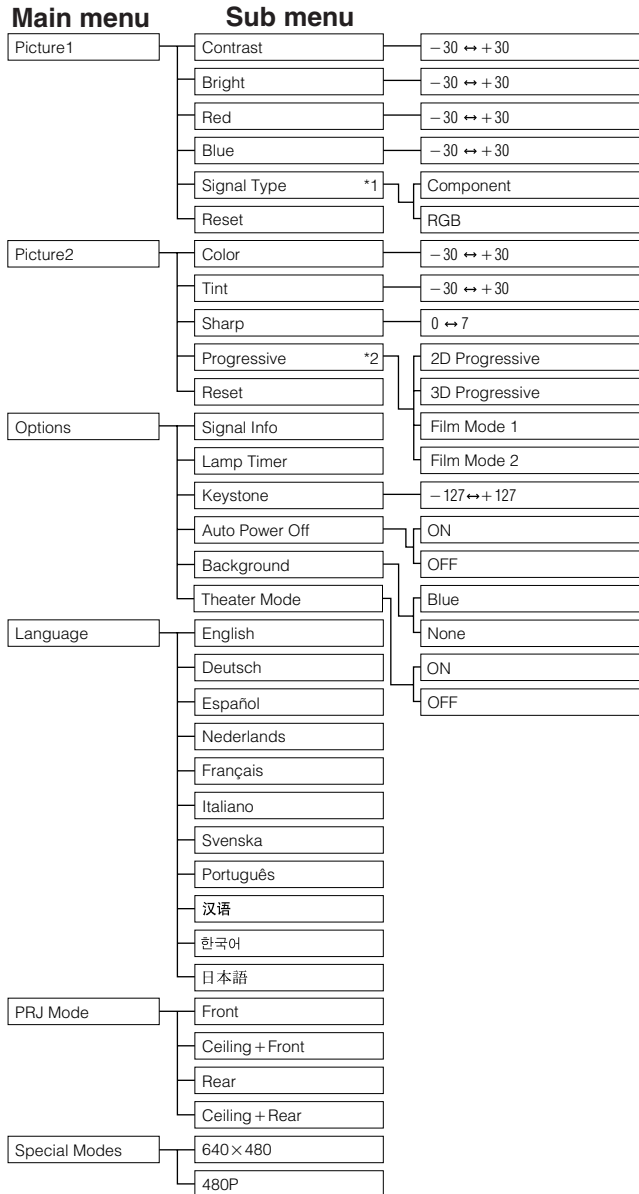 Main menu Sub menu
Picture1 Contrast −30 ↔ +30
Bright −30 ↔ +30
Red −30 ↔ +30
Blue −30 ↔ +30
Signal Type *1 Component
Reset RGB
Picture2 Color −30 ↔ +30
Tint −30 ↔ +30
Sharp 0 ↔ 7
Progressive *2 2D Progressive
Reset 3D Progressive
Options Signal Info Film Mode 1
Lamp Timer Film Mode 2
Keystone −127↔+127
Auto Power Off ON
Background OFF
Theater Mode Blue
Language English None
Deutsch ON
Español OFF
Nederlands
Français
Italiano
Svenska
Português
汉语
한국어
日本語
PRJ Mode Front
Ceiling+Front
Rear
Ceiling+Rear
Special Modes 640×480
480P